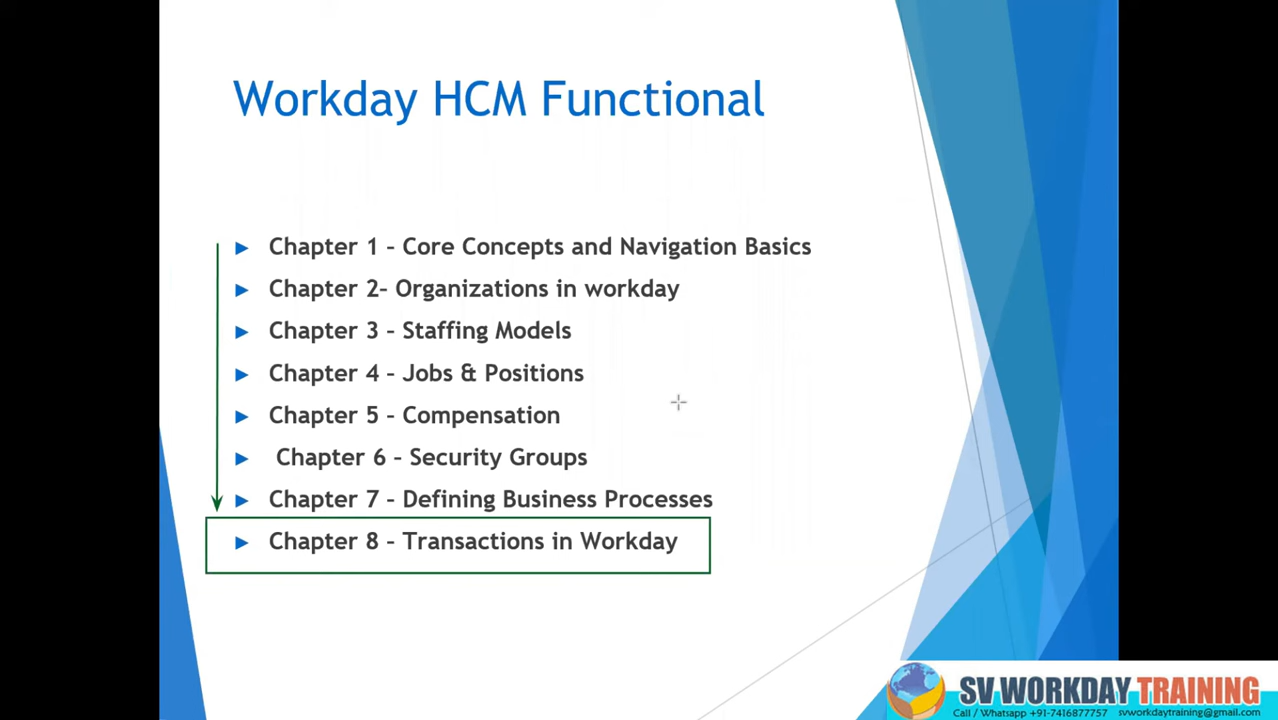 Workday HCM Functional
Chapter 1 – Core Concepts and Navigation Basics
Chapter 2– Organizations in workday
Chapter 3 – Staffing Models
Chapter 4 – Jobs & Positions
Chapter 5 – Compensation
Chapter 6 – Security Groups
Chapter 7 – Defining Business Processes
Chapter 8 – Transactions in Workday
SV WORKDAY TRAINING
Call / Whatsapp +91-7416877757 svworkdaytraining@gmail.com